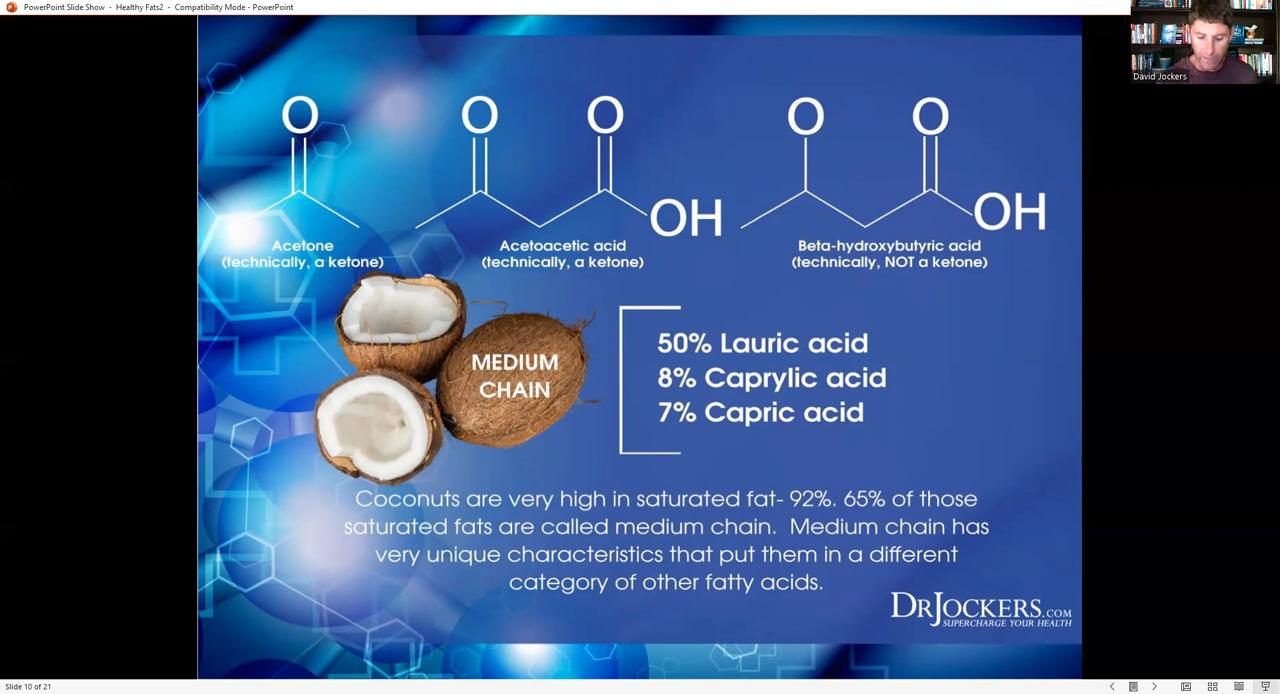 PowerPoint Slide Show - Healthy Fats2 - Compatibility Mode - PowerPoint
David Jockers
O
O O
OH
O O
OH
Acetone
(technically, a ketone)
Acetoacetic acid
(technically, a ketone)
Beta-hydroxybutyric acid
(technically, NOT a ketone)
MEDIUM
CHAIN
50% Lauric acid
8% Caprylic acid
7% Capric acid
Coconuts are very high in saturated fat- 92%. 65% of those
saturated fats are called medium chain. Medium chain has
very unique characteristics that put them in a different
category of other fatty acids.
DRJOCKERS.COM
SUPERCHARGE YOUR HEALTH
Slide 10 of 21